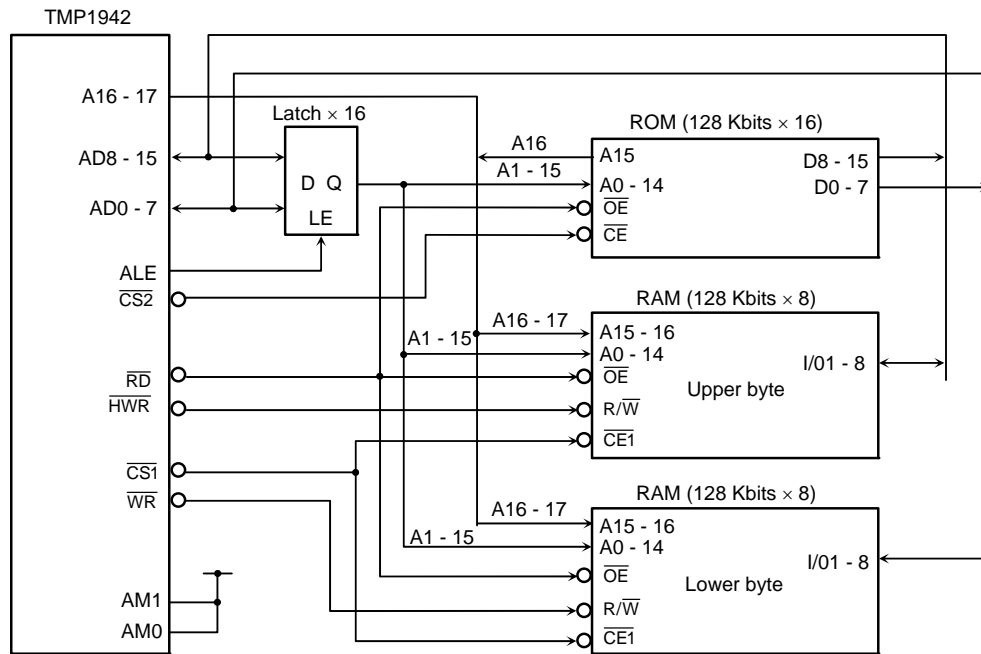 TMP1942
A16 - 17
AD8 - 15
AD0 - 7
ALE
CS2
RD
HWR
CS1
WR
AM1
AM0
Latch × 16
D Q
LE
ROM (128 Kbits × 16)
A16
A15
A1 - 15
A0 - 14
OE
CE
D8 - 15
D0 - 7
RAM (128 Kbits × 8)
A16 - 17
A15 - 16
A1 - 15
A0 - 14
OE
R/W
CE1
Upper byte
I/01 - 8
RAM (128 Kbits × 8)
A16 - 17
A15 - 16
A1 - 15
A0 - 14
OE
R/W
CE1
Lower byte
I/01 - 8